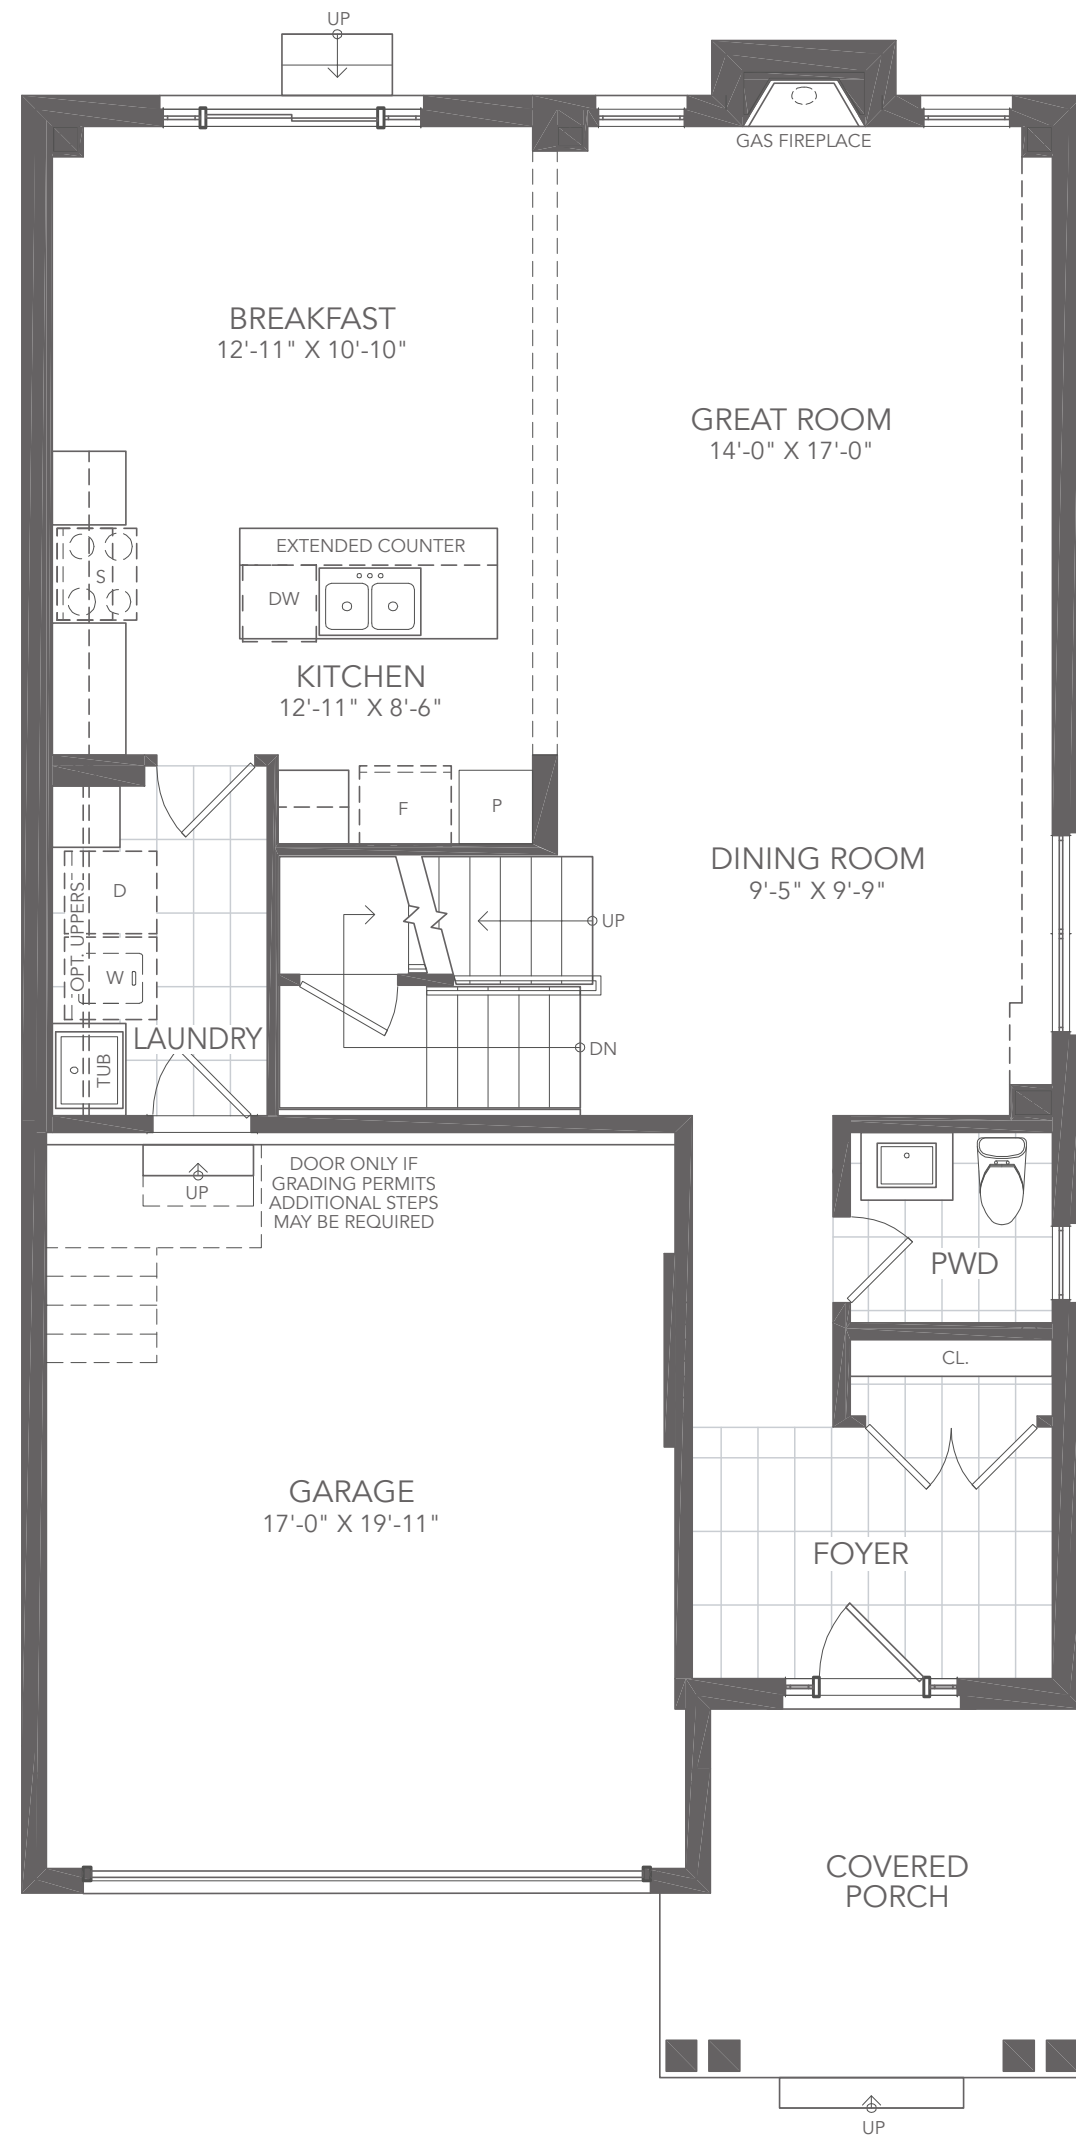 UP
GAS FIREPLACE
BREAKFAST
12'-11" X 10'-10"
GREAT ROOM
14'-0" X 17'-0"
EXTENDED COUNTER
S
DW
KITCHEN
12'-11" X 8'-6"
F
P
DINING ROOM
9'-5" X 9'-9"
D
OPT. UPPERS
W
UP
LAUNDRY
TUB
DN
DOOR ONLY IF
GRADING PERMITS
ADDITIONAL STEPS
MAY BE REQUIRED
UP
PWD
CL.
GARAGE
17'-0" X 19'-11"
FOYER
COVERED
PORCH
UP